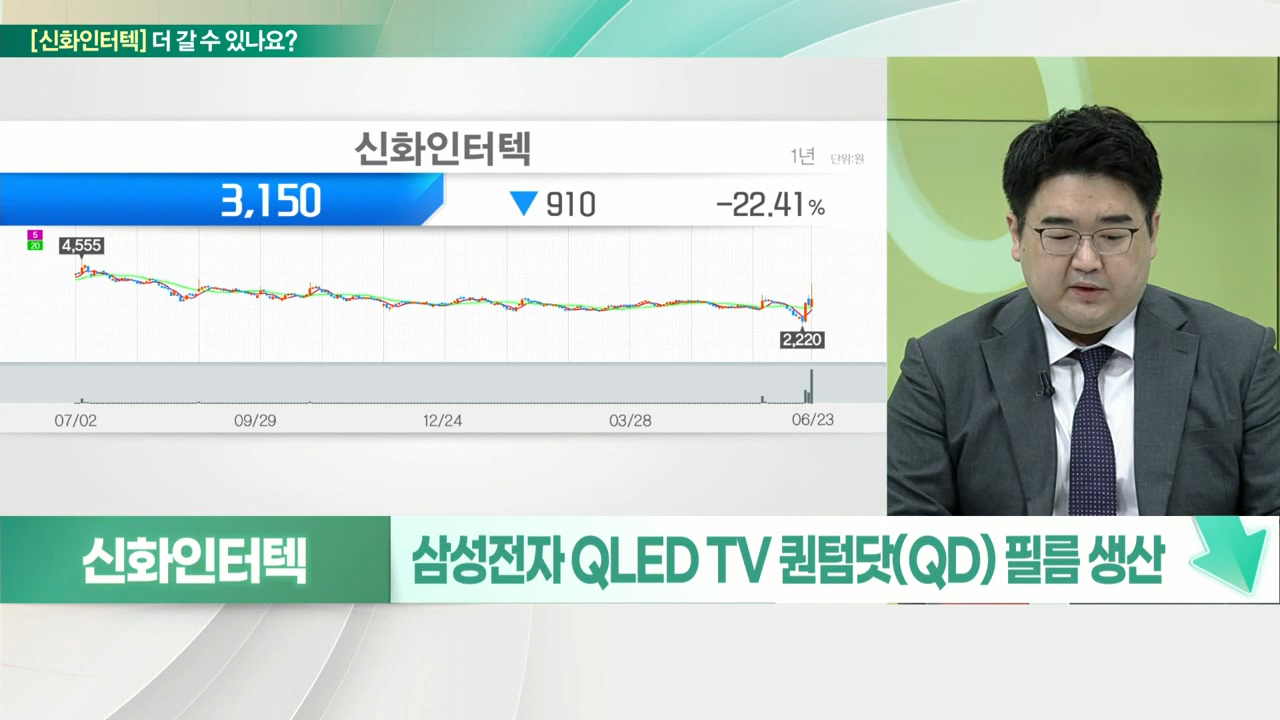 [신화인터텍] 더 갈 수 있나요?
신화인터텍
1년 단위:원
3,150 ▼ 910 -22.41%
5
20
4,555
2,220
07/02 09/29 12/24 03/28 06/23
신화인터텍 삼성전자 QLED TV 퀀텀닷(QD) 필름 생산